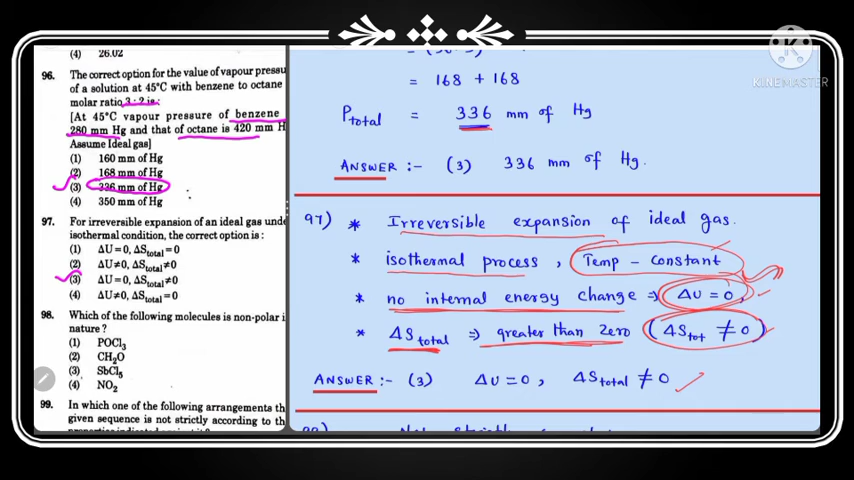 (4) 26.02
96. The correct option for the value of vapour pressu
of a solution at 45°C with benzene to octane
molar ratio 3 : 2 is:
[At 45°C vapour pressure of benzene
280 mm Hg and that of octane is 420 mm H
Assume Ideal gas]
(1) 160 mm of Hg
(2) 168 mm of Hg
(3) 336 mm of Hg
(4) 350 mm of Hg
97. For irreversible expansion of an ideal gas unde
isothermal condition, the correct option is :
(1) ΔU = 0, ΔS_total = 0
(2) ΔU ≠ 0, ΔS_total ≠ 0
(3) ΔU = 0, ΔS_total ≠ 0
(4) ΔU ≠ 0, ΔS_total = 0
98. Which of the following molecules is non-polar i
nature ?
(1) POCl₃
(2) CH₂O
(3) SbCl₅
(4) NO₂
99. In which one of the following arrangements th
given sequence is not strictly according to th
= 168 + 168
P_total = 336 mm of Hg
ANSWER :- (3) 336 mm of Hg.
97) * Irreversible expansion of ideal gas.
* isothermal process, Temp - constant
* no internal energy change ⇒ ΔU = 0,
* ΔS_total ⇒ greater than zero (ΔS_tot ≠ 0)
ANSWER :- (3) ΔU = 0, ΔS_total ≠ 0
KINEMASTER